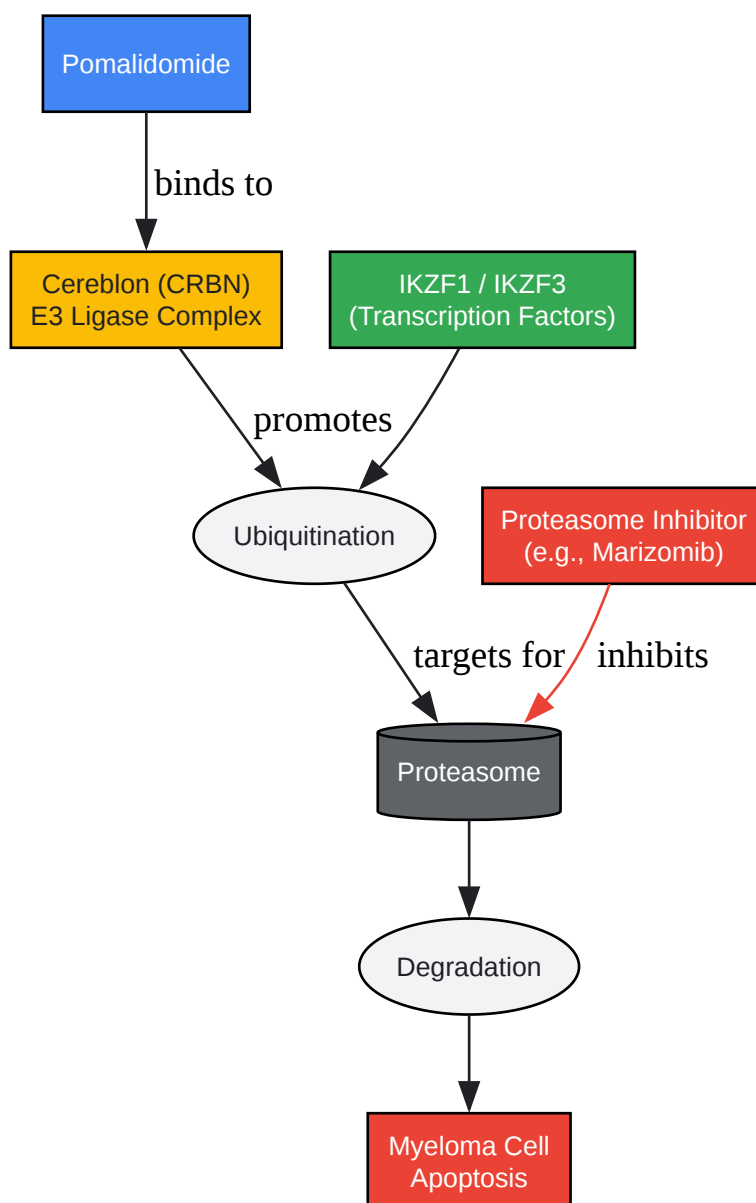 Pomalidomide
binds to
Cereblon (CRBN)
E3 Ligase Complex
IKZF1 / IKZF3
(Transcription Factors)
promotes
Ubiquitination
Proteasome Inhibitor
(e.g., Marizomib)
targets for
inhibits
Proteasome
Degradation
Myeloma Cell
Apoptosis